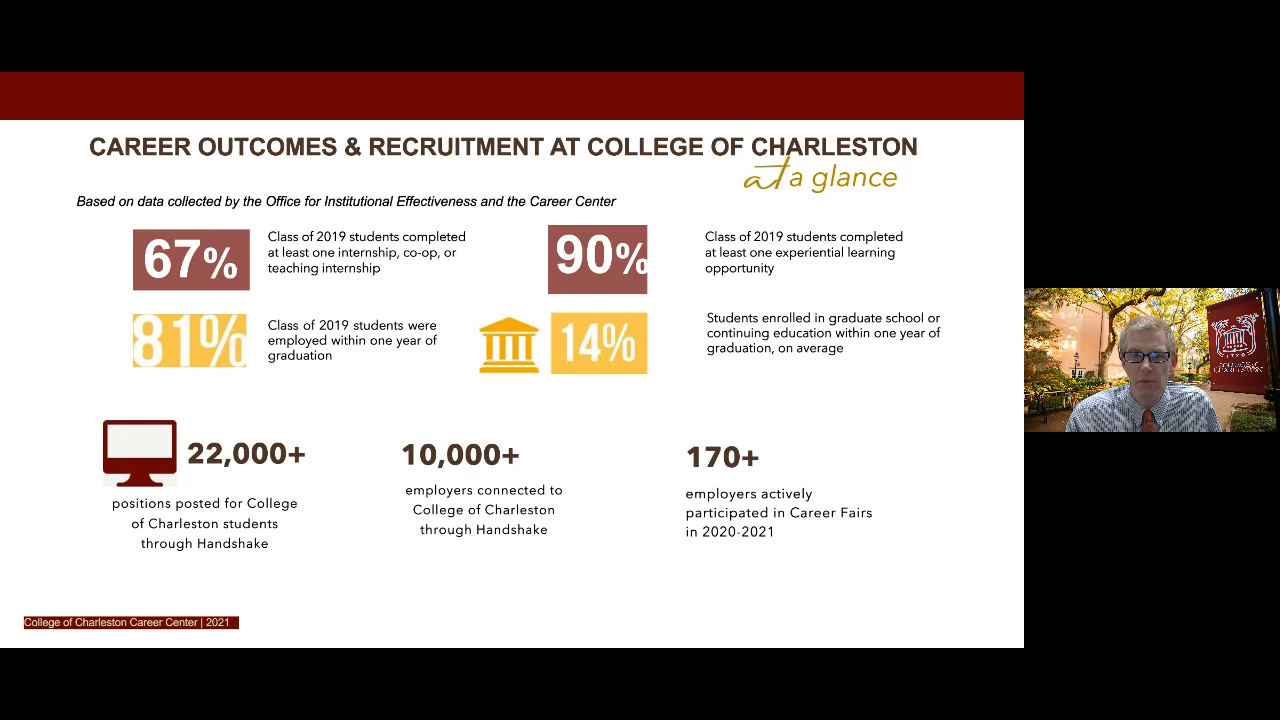 CAREER OUTCOMES & RECRUITMENT AT COLLEGE OF CHARLESTON
at a glance
Based on data collected by the Office for Institutional Effectiveness and the Career Center
67%
Class of 2019 students completed
at least one internship, co-op, or
teaching internship
90%
Class of 2019 students completed
at least one experiential learning
opportunity
81%
Class of 2019 students were
employed within one year of
graduation
14%
Students enrolled in graduate school or
continuing education within one year of
graduation, on average
22,000+
positions posted for College
of Charleston students
through Handshake
10,000+
employers connected to
College of Charleston
through Handshake
170+
employers actively
participated in Career Fairs
in 2020-2021
College of Charleston Career Center | 2021
1770
COLLEGE of
CHARLESTON